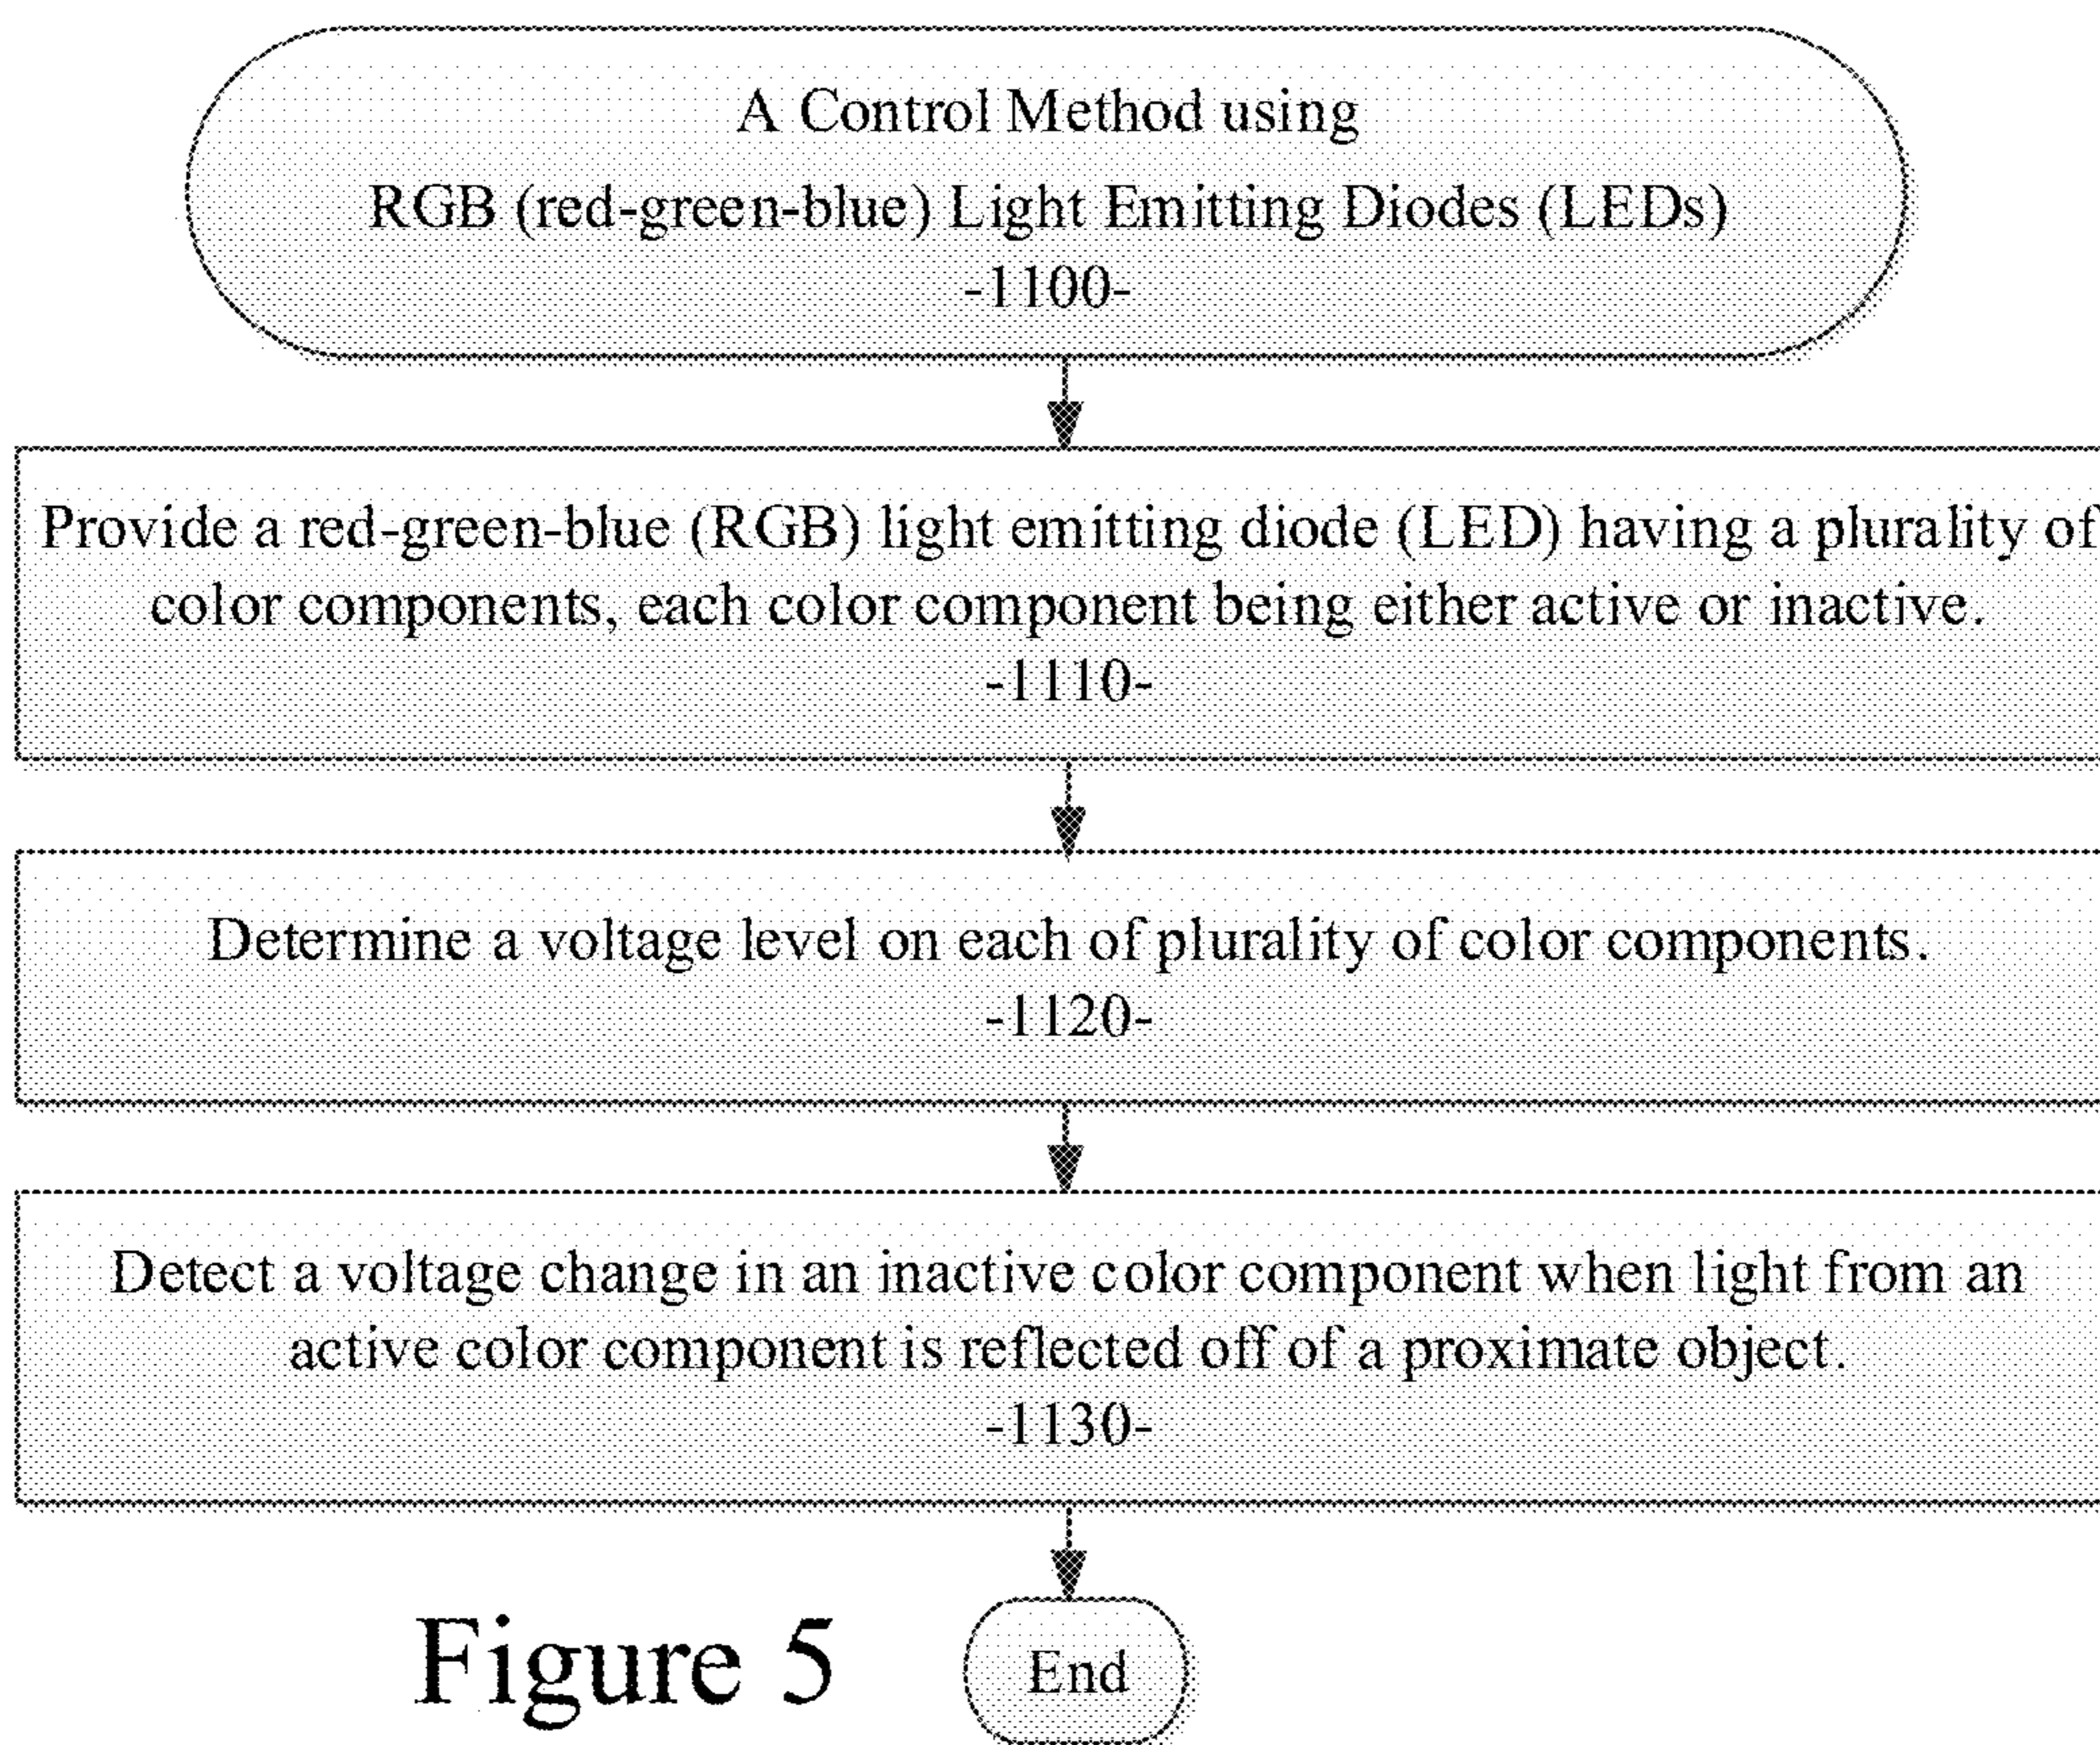 A Control Method using
RGB (red-green-blue) Light Emitting Diodes (LEDs)
-1100-
Provide a red-green-blue (RGB) light emitting diode (LED) having a plurality of
color components, each color component being either active or inactive.
-1110-
Determine a voltage level on each of plurality of color components.
-1120-
Detect a voltage change in an inactive color component when light from an
active color component is reflected off of a proximate object.
-1130-
Figure 5
End